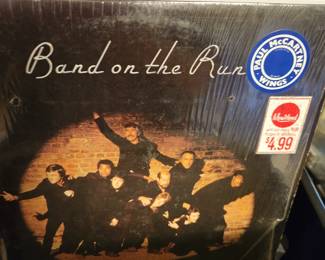 Band on the Run
PAUL McCARTNEY
WINGS
$4.99